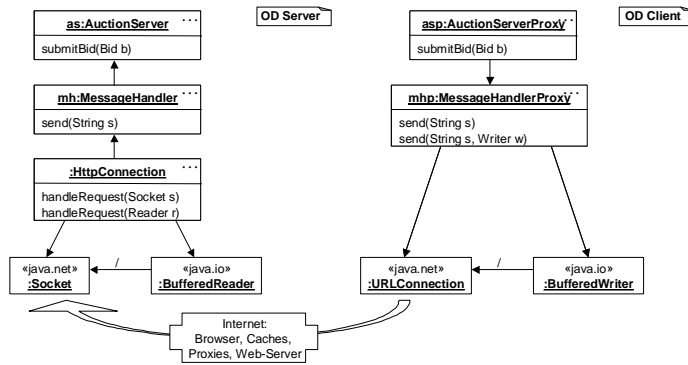 as:AuctionServer ...
submitBid(Bid b)
OD Server
mh:MessageHandler ...
send(String s)
:HttpConnection ...
handleRequest(Socket s)
handleRequest(Reader r)
«java.net»
:Socket
/
«java.io»
:BufferedReader
asp:AuctionServerProxy ...
submitBid(Bid b)
OD Client
mhp:MessageHandlerProxy ...
send(String s)
send(String s, Writer w)
«java.net»
:URLConnection
/
«java.io»
:BufferedWriter
Internet:
Browser, Caches,
Proxies, Web-Server